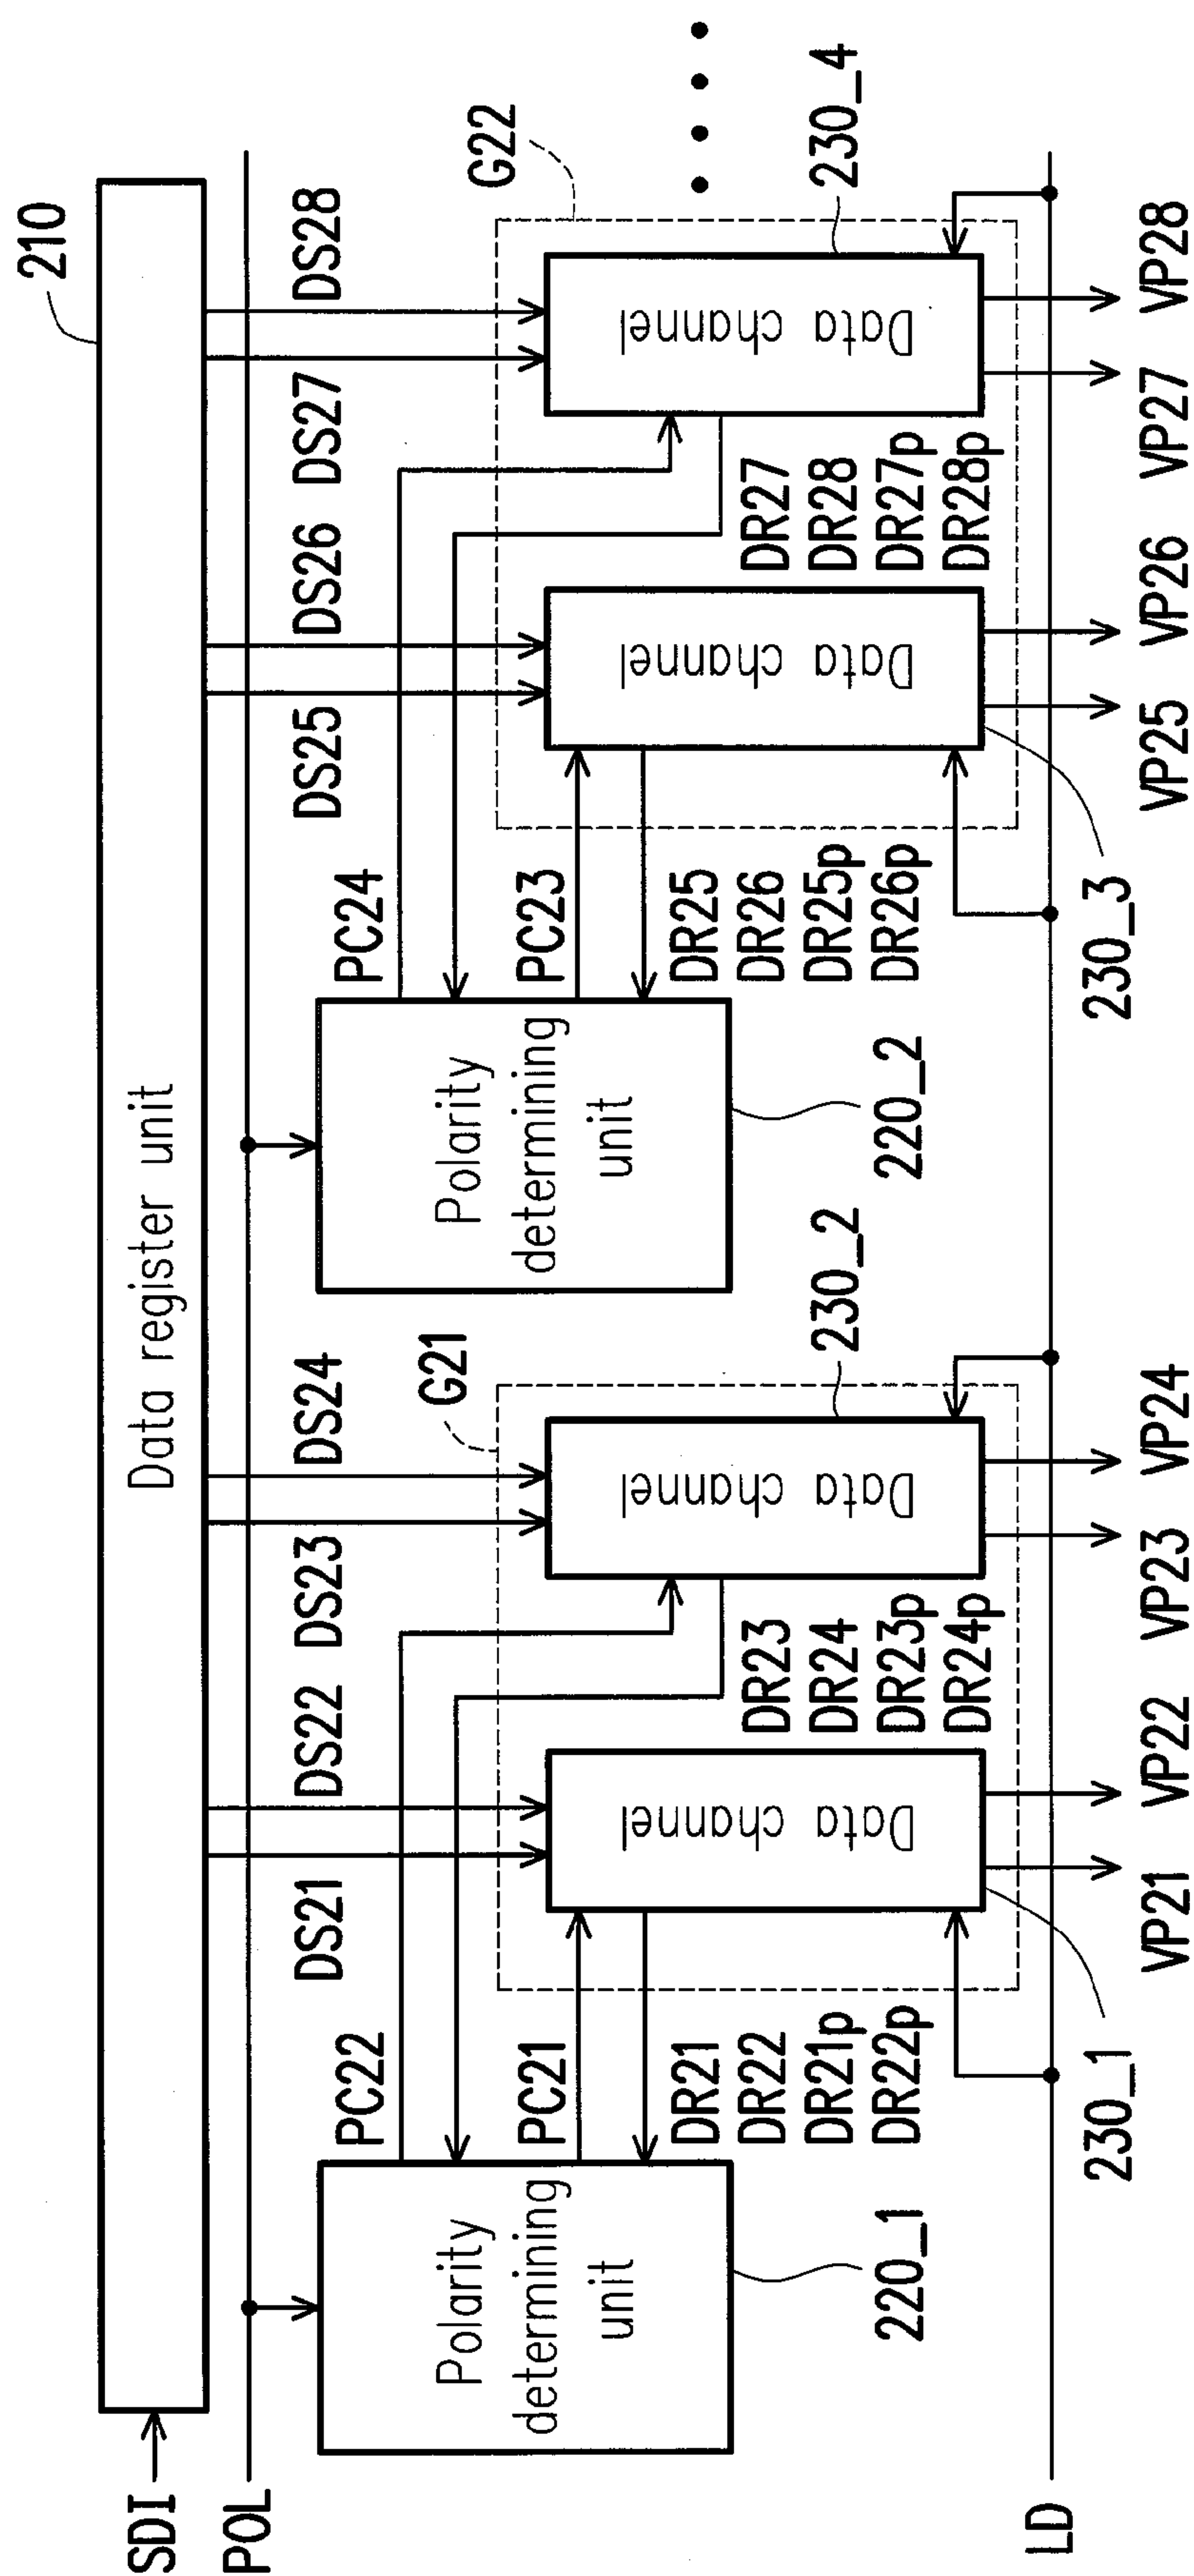 210
SDI
Data register unit
POL
DS21
DS22
DS23
DS24
DS25
DS26
DS27
DS28
PC22
G21
PC24
G22
Polarity
determining
unit
PC21
DR21
DR22
DR21p
DR22p
220_1
Data
channel
230_1
DR23
DR24
DR23p
DR24p
Data
channel
230_2
Polarity
determining
unit
PC23
DR25
DR26
DR25p
DR26p
220_2
Data
channel
230_3
DR27
DR28
DR27p
DR28p
Data
channel
230_4
LD
VP21
VP22
VP23
VP24
VP25
VP26
VP27
VP28